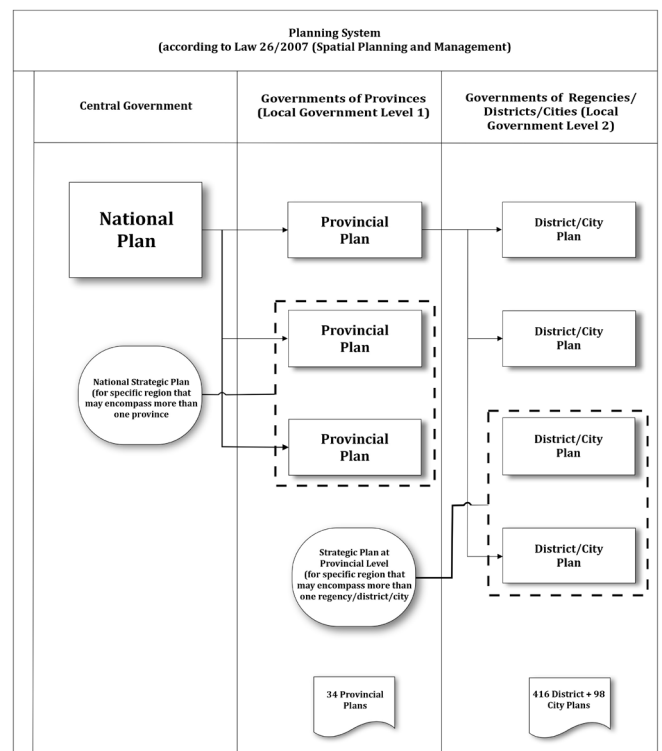 Planning System
(according to Law 26/2007 (Spatial Planning and Management)
Central Government
Governments of Provinces
(Local Government Level 1)
Governments of Regencies/
Districts/Cities (Local
Government Level 2)
National
Plan
Provincial
Plan
District/City
Plan
Provincial
Plan
District/City
Plan
National Strategic Plan
(for specific region that
may encompass more than
one province
Provincial
Plan
District/City
Plan
Strategic Plan at
Provincial Level
(for specific region that
may encompass more than
one regency/district/city
District/City
Plan
34 Provincial
Plans
416 District + 98
City Plans